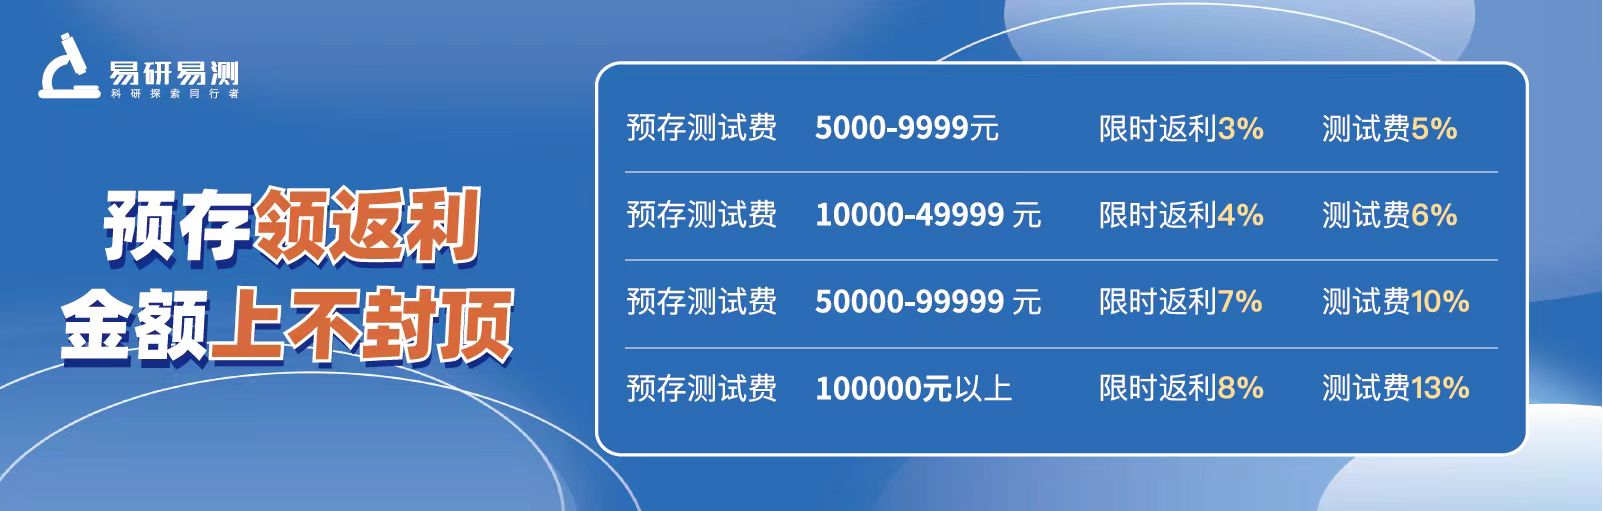 易研易测
科研探索同行者
预存领返利
金额上不封顶
预存测试费 5000-9999元 限时返利3% 测试费5%
预存测试费 10000-49999 元 限时返利4% 测试费6%
预存测试费 50000-99999 元 限时返利7% 测试费10%
预存测试费 100000元以上 限时返利8% 测试费13%